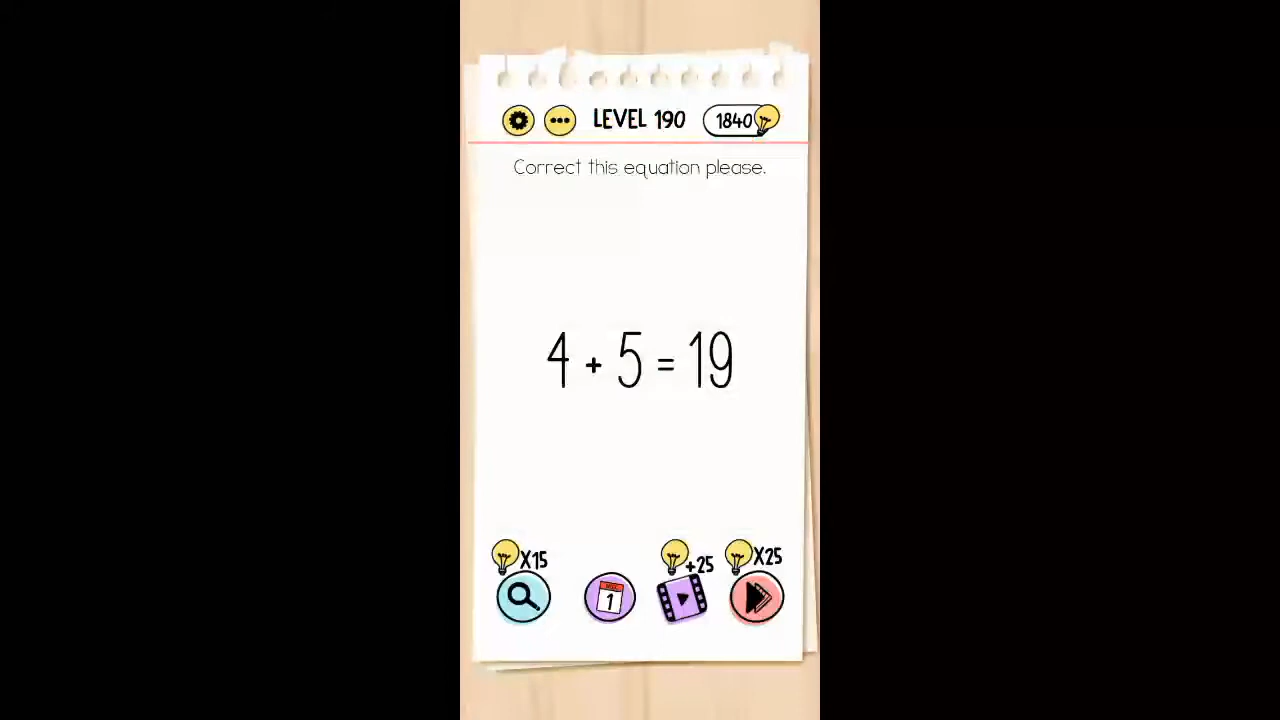 LEVEL 190
1840
Correct this equation please.
4 + 5 = 19
X15
1
+25
X25